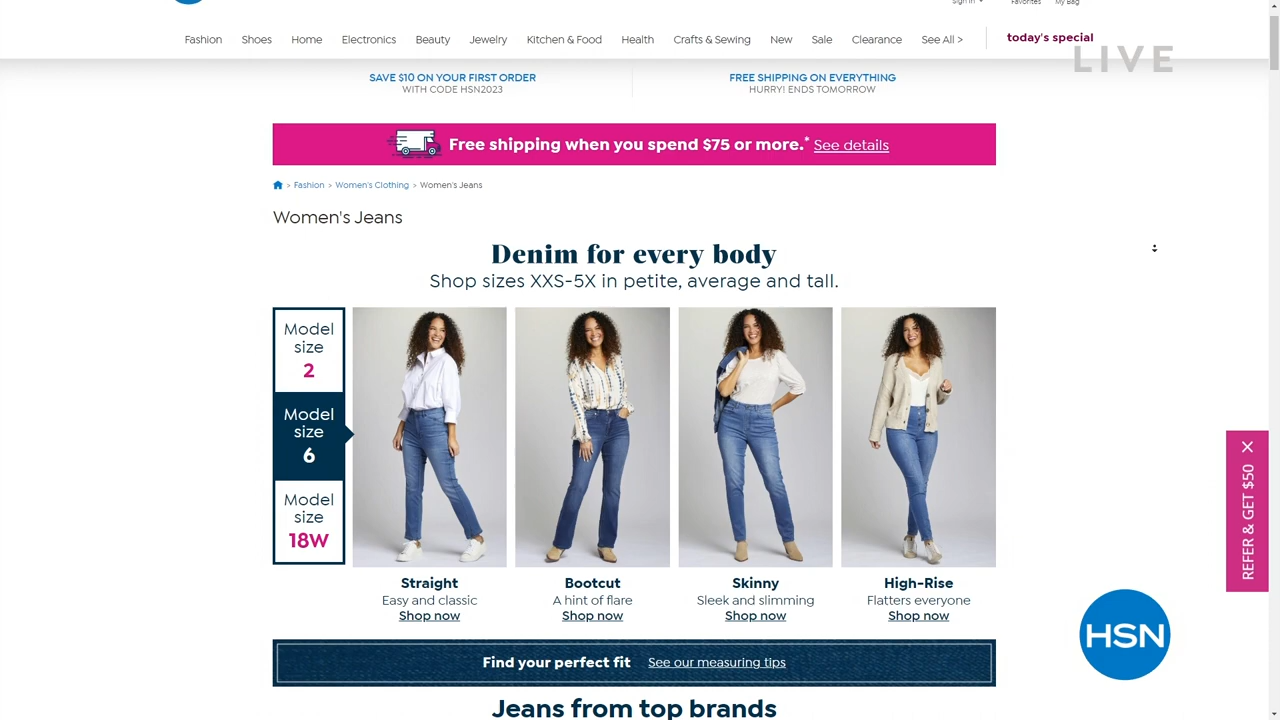 Sign in
Favorites
My Bag
Fashion
Shoes
Home
Electronics
Beauty
Jewelry
Kitchen & Food
Health
Crafts & Sewing
New
Sale
Clearance
See All >
today's special
LIVE
SAVE $10 ON YOUR FIRST ORDER
WITH CODE HSN2023
FREE SHIPPING ON EVERYTHING
HURRY! ENDS TOMORROW
Free shipping when you spend $75 or more.* See details
> Fashion > Women's Clothing > Women's Jeans
Women's Jeans
Denim for every body
Shop sizes XXS-5X in petite, average and tall.
Model
size
2
Model
size
6
Model
size
18W
Straight
Easy and classic
Shop now
Bootcut
A hint of flare
Shop now
Skinny
Sleek and slimming
Shop now
High-Rise
Flatters everyone
Shop now
REFER & GET $50 X
HSN
Find your perfect fit See our measuring tips
Jeans from top brands